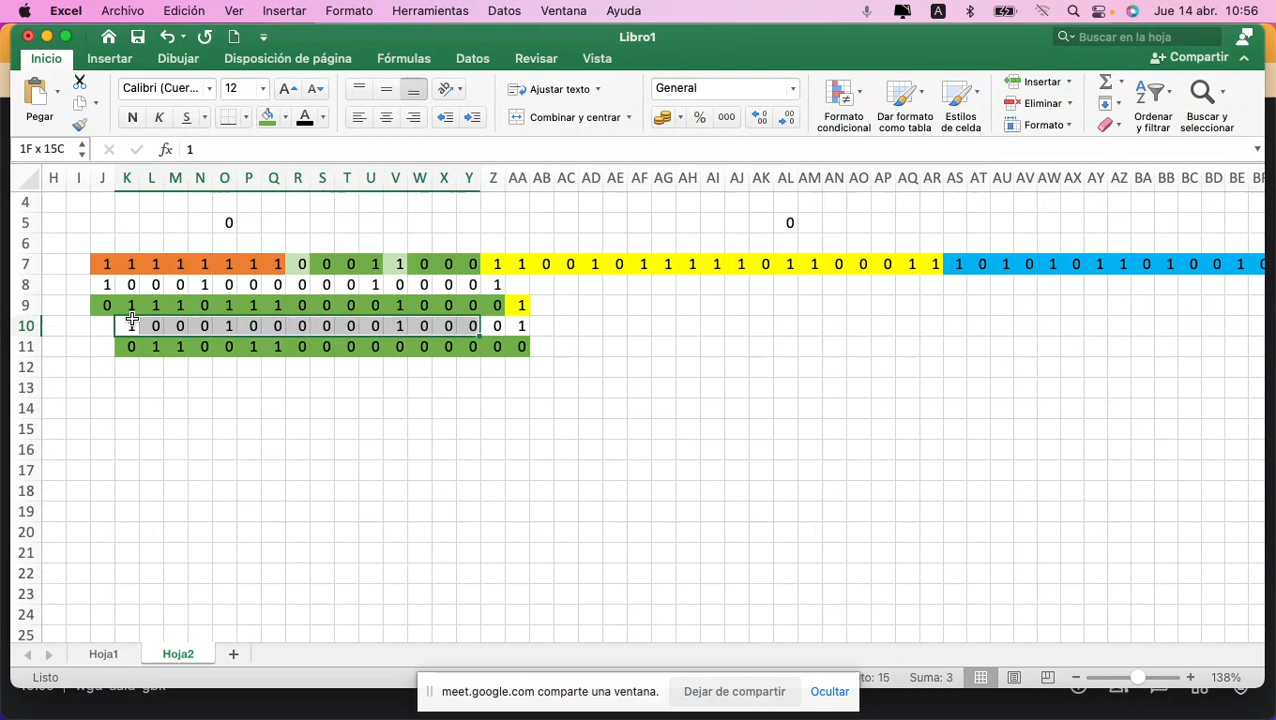 Excel Archivo Edición Ver Insertar Formato Herramientas Datos Ventana Ayuda A Jue 14 abr. 10:56
Libro1 Buscar en la hoja
Inicio Insertar Dibujar Disposición de página Fórmulas Datos Revisar Vista Compartir
Pegar Calibri (Cuer... 12 A A Ajustar texto General Formato condicional Dar formato como tabla Estilos de celda Insertar Ordenar y filtrar Buscar y seleccionar
N K S A Combinar y centrar % 000 Eliminar
Formato
1F x 15C fx 1
H I J K L M N O P Q R S T U V W X Y Z AA AB AC AD AE AF AG AH AI AJ AK AL AM AN AO AP AQ AR AS AT AU AV AW AX AY AZ BA BB BC BD BE BF
4
5 0 0
6
7 1 1 1 1 1 1 1 1 0 0 0 1 1 0 0 0 1 1 0 0 1 0 1 1 1 1 1 0 1 1 0 0 0 1 1 1 0 1 0 1 1 0 1 1 0 0 1 0
8 1 0 0 0 1 0 0 0 0 0 0 1 0 0 0 0 1
9 0 1 1 1 0 1 1 1 0 0 0 0 1 0 0 0 0 1
10 1 0 0 0 1 0 0 0 0 0 0 1 0 0 0 0 1
11 0 1 1 0 0 1 1 0 0 0 0 0 0 0 0 0 0
12
13
14
15
16
17
18
19
20
21
22
23
24
25
Hoja1 Hoja2 +
Listo Suma: 3 138%
meet.google.com comparte una ventana. Dejar de compartir Ocultar